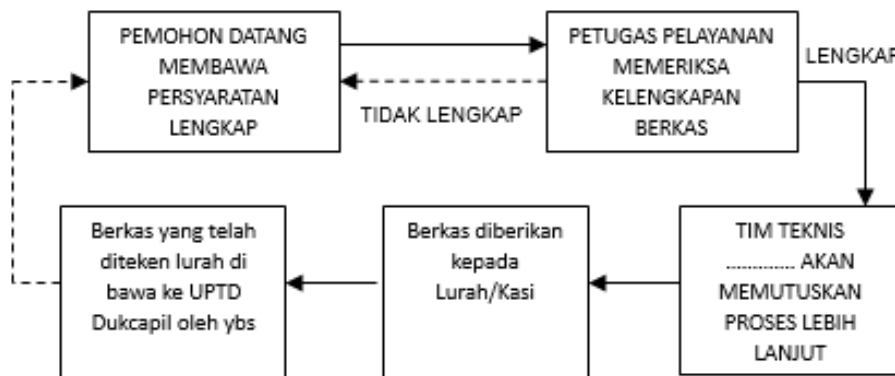 PEMOHON DATANG
MEMBAWA
PERSYARATAN
LENGKAP
TIDAK LENGKAP
PETUGAS PELAYANAN
MEMERIKSA
KELENGKAPAN
BERKAS
LENGKAP
TIM TEKNIS
.............. AKAN
MEMUTUSKAN
PROSES LEBIH
LANJUT
Berkas diberikan
kepada
Lurah/Kasi
Berkas yang telah
diteken lurah di
bawa ke UPTD
Dukcapil oleh ybs